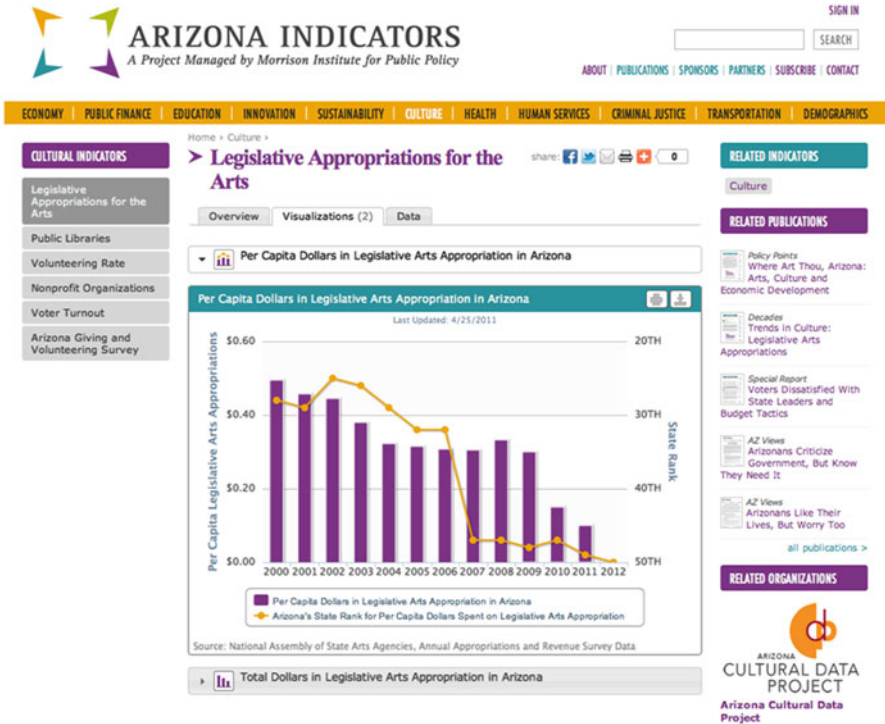 SIGN IN
ARIZONA INDICATORS
A Project Managed by Morrison Institute for Public Policy
SEARCH
ABOUT | PUBLICATIONS | SPONSORS | PARTNERS | SUBSCRIBE | CONTACT
ECONOMY | PUBLIC FINANCE | EDUCATION | INNOVATION | SUSTAINABILITY | CULTURE | HEALTH | HUMAN SERVICES | CRIMINAL JUSTICE | TRANSPORTATION | DEMOGRAPHICS
CULTURAL INDICATORS
Legislative
Appropriations for the
Arts
Public Libraries
Volunteering Rate
Nonprofit Organizations
Voter Turnout
Arizona Giving and
Volunteering Survey
Home » Culture »
Legislative Appropriations for the
Arts
share: 0
Overview Visualizations (2) Data
Per Capita Dollars in Legislative Arts Appropriation in Arizona
Per Capita Dollars in Legislative Arts Appropriation in Arizona
Last Updated: 4/25/2011
Per Capita Legislative Arts Appropriations
$0.60
$0.40
$0.20
$0.00
20TH
30TH
40TH
50TH
State Rank
2000 2001 2002 2003 2004 2005 2006 2007 2008 2009 2010 2011 2012
Per Capita Dollars in Legislative Arts Appropriation in Arizona
Arizona's State Rank for Per Capita Dollars Spent on Legislative Arts Appropriation
Source: National Assembly of State Arts Agencies, Annual Appropriations and Revenue Survey Data
Total Dollars in Legislative Arts Appropriation in Arizona
RELATED INDICATORS
Culture
RELATED PUBLICATIONS
Policy Points
Where Art Thou, Arizona:
Arts, Culture and
Economic Development
Decades
Trends in Culture:
Legislative Arts
Appropriations
Special Report
Voters Dissatisfied With
State Leaders and
Budget Tactics
AZ Views
Arizonans Criticize
Government, But Know
They Need It
AZ Views
Arizonans Like Their
Lives, But Worry Too
all publications >
RELATED ORGANIZATIONS
ARIZONA
CULTURAL DATA
PROJECT
Arizona Cultural Data
Project